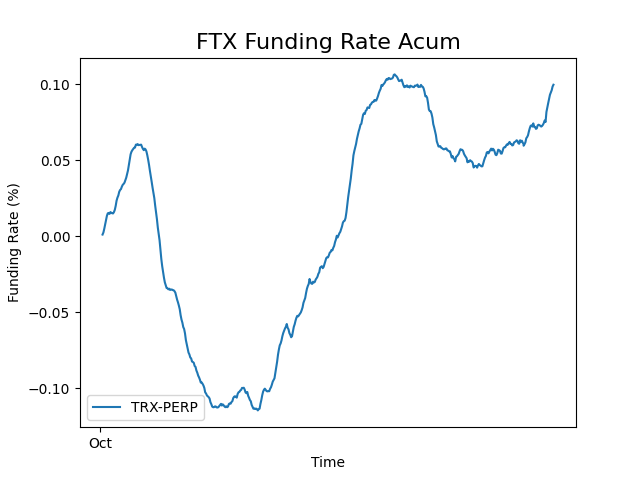 FTX Funding Rate Acum
Funding Rate (%)
0.10
0.05
0.00
−0.05
−0.10
TRX-PERP
Oct
Time